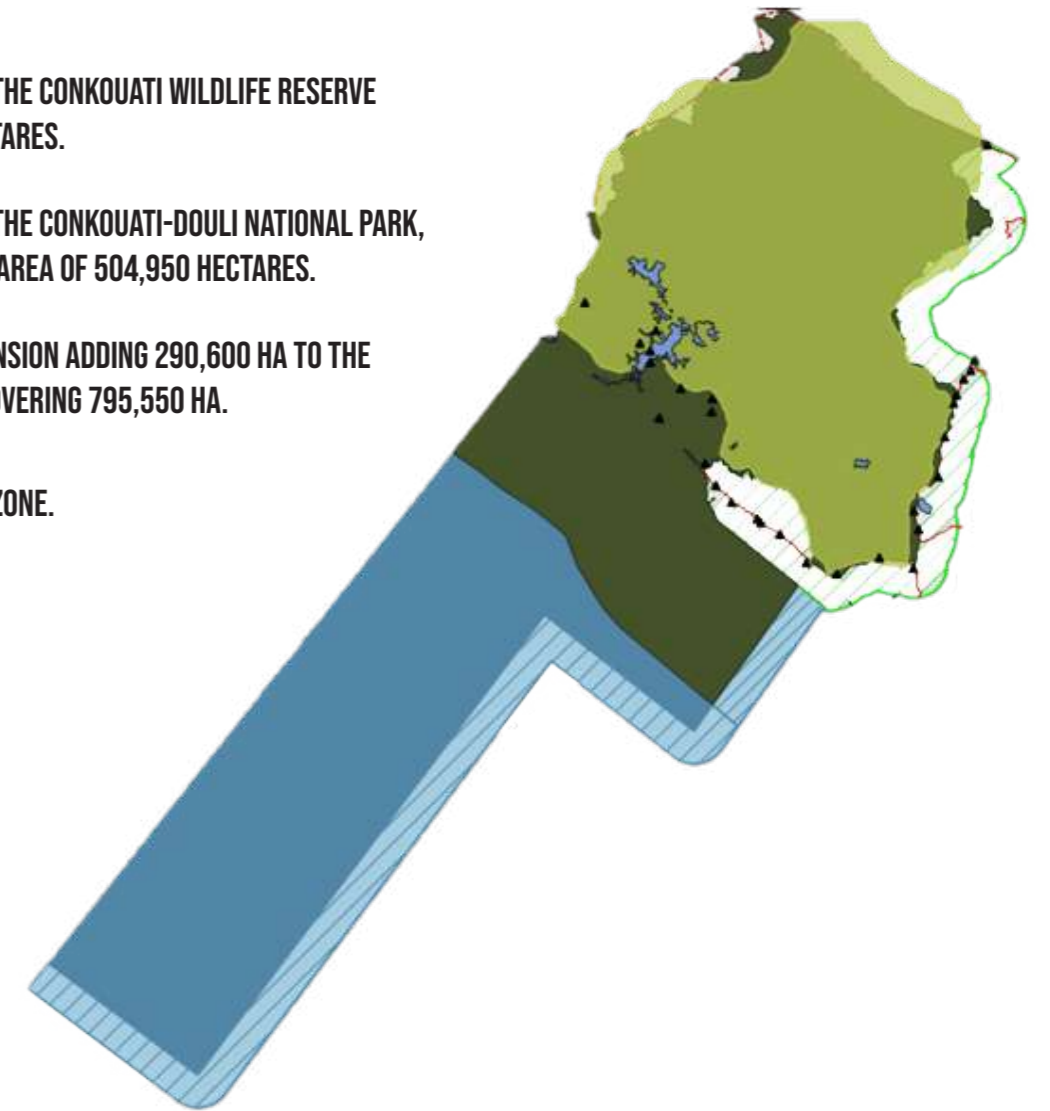 THE CONKOUATI WILDLIFE RESERVE
TARES.
THE CONKOUATI-DOULI NATIONAL PARK,
AREA OF 504,950 HECTARES.
NSION ADDING 290,600 HA TO THE
OVERING 795,550 HA.
ZONE.